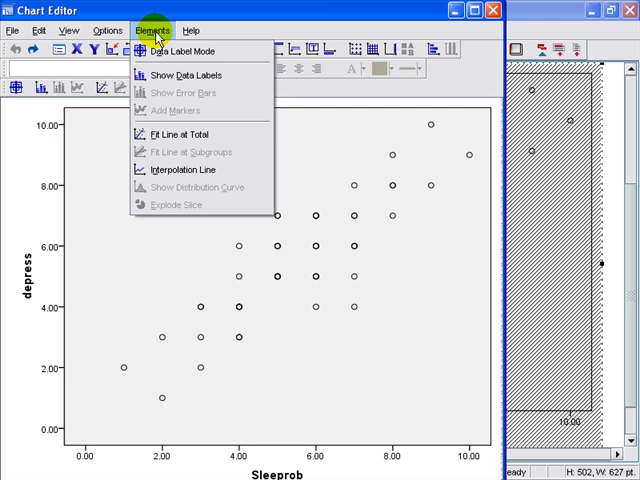 Chart Editor
File Edit View Options Elements Help
X Y
A
Data Label Mode
Show Data Labels
Show Error Bars
Add Markers
Fit Line at Total
Fit Line at Subgroups
Interpolation Line
Show Distribution Curve
Explode Slice
10.00
8.00
6.00
4.00
2.00
0.00
depress
0.00 2.00 4.00 6.00 8.00 10.00
Sleeprob
10.00
eady
H: 502, W: 627 pt.